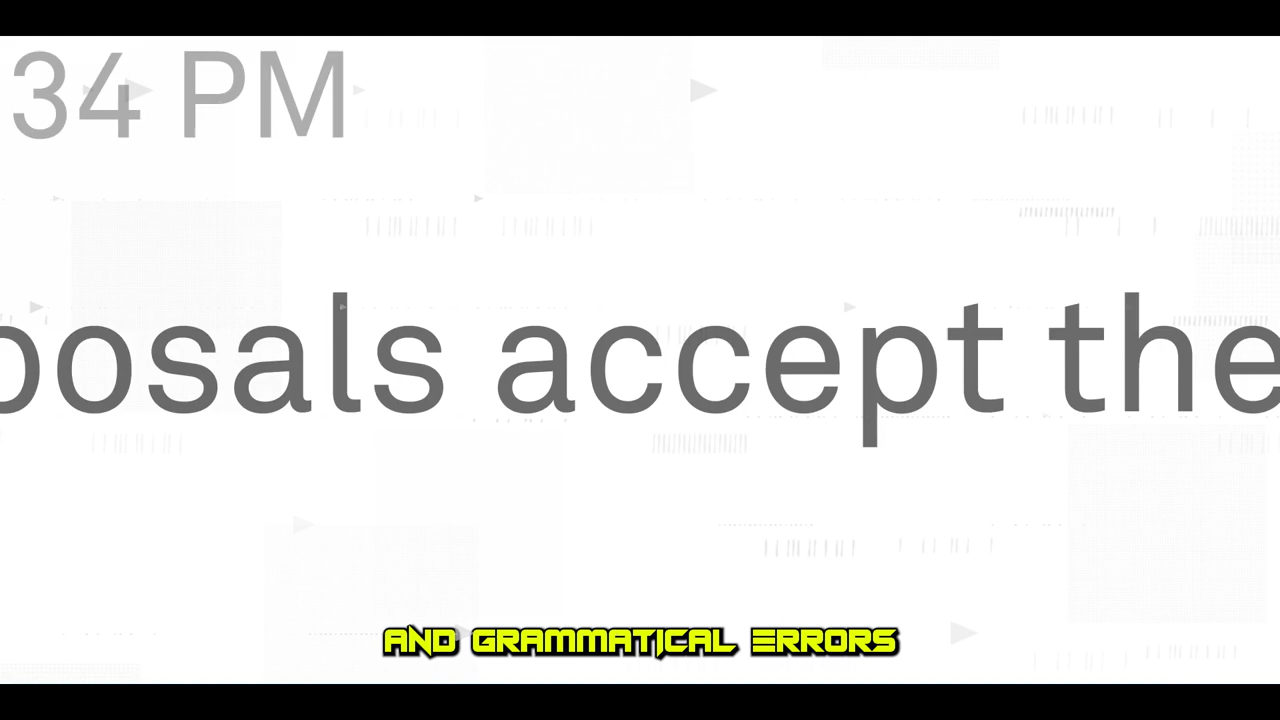 34 PM
posals accept the
AND GRAMMATICAL ERRORS